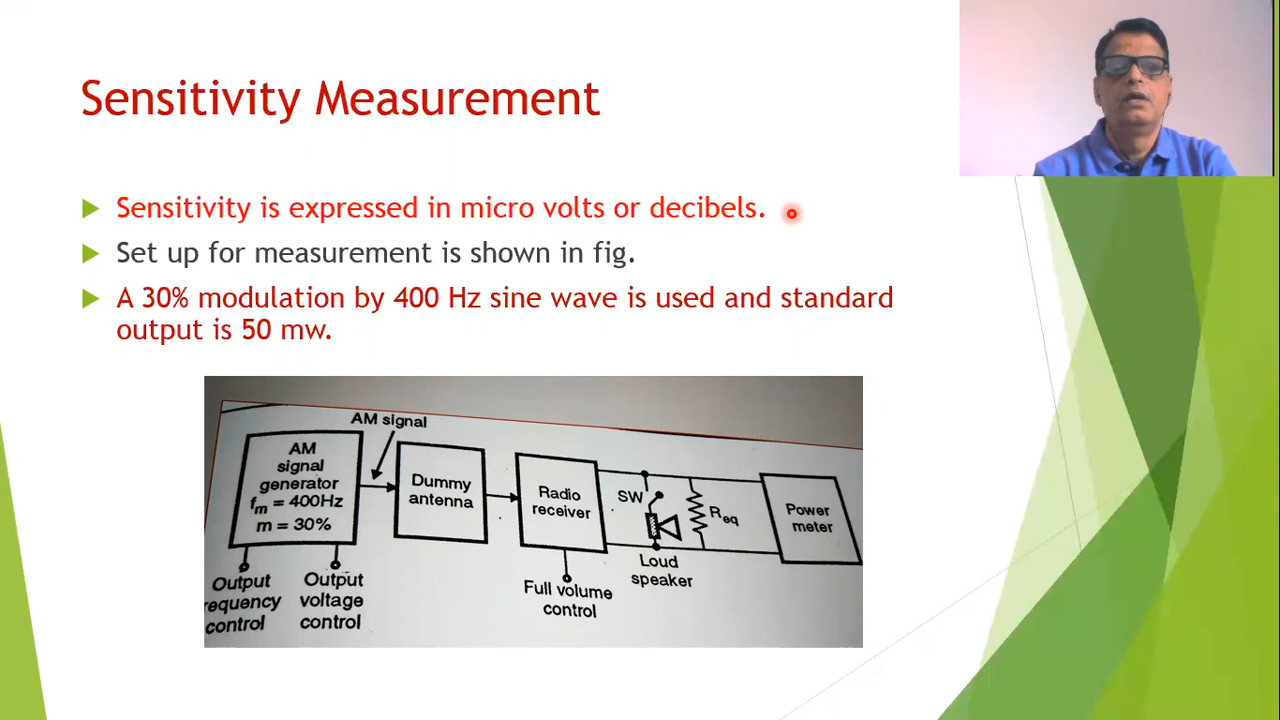 Sensitivity Measurement
Sensitivity is expressed in micro volts or decibels.
Set up for measurement is shown in fig.
A 30% modulation by 400 Hz sine wave is used and standard
output is 50 mw.
AM signal
AM
signal
generator
fm = 400Hz
m = 30%
Dummy
antenna
Radio
receiver
SW
Req
Power
meter
Loud
speaker
Output
requency
control
Output
voltage
control
Full volume
control